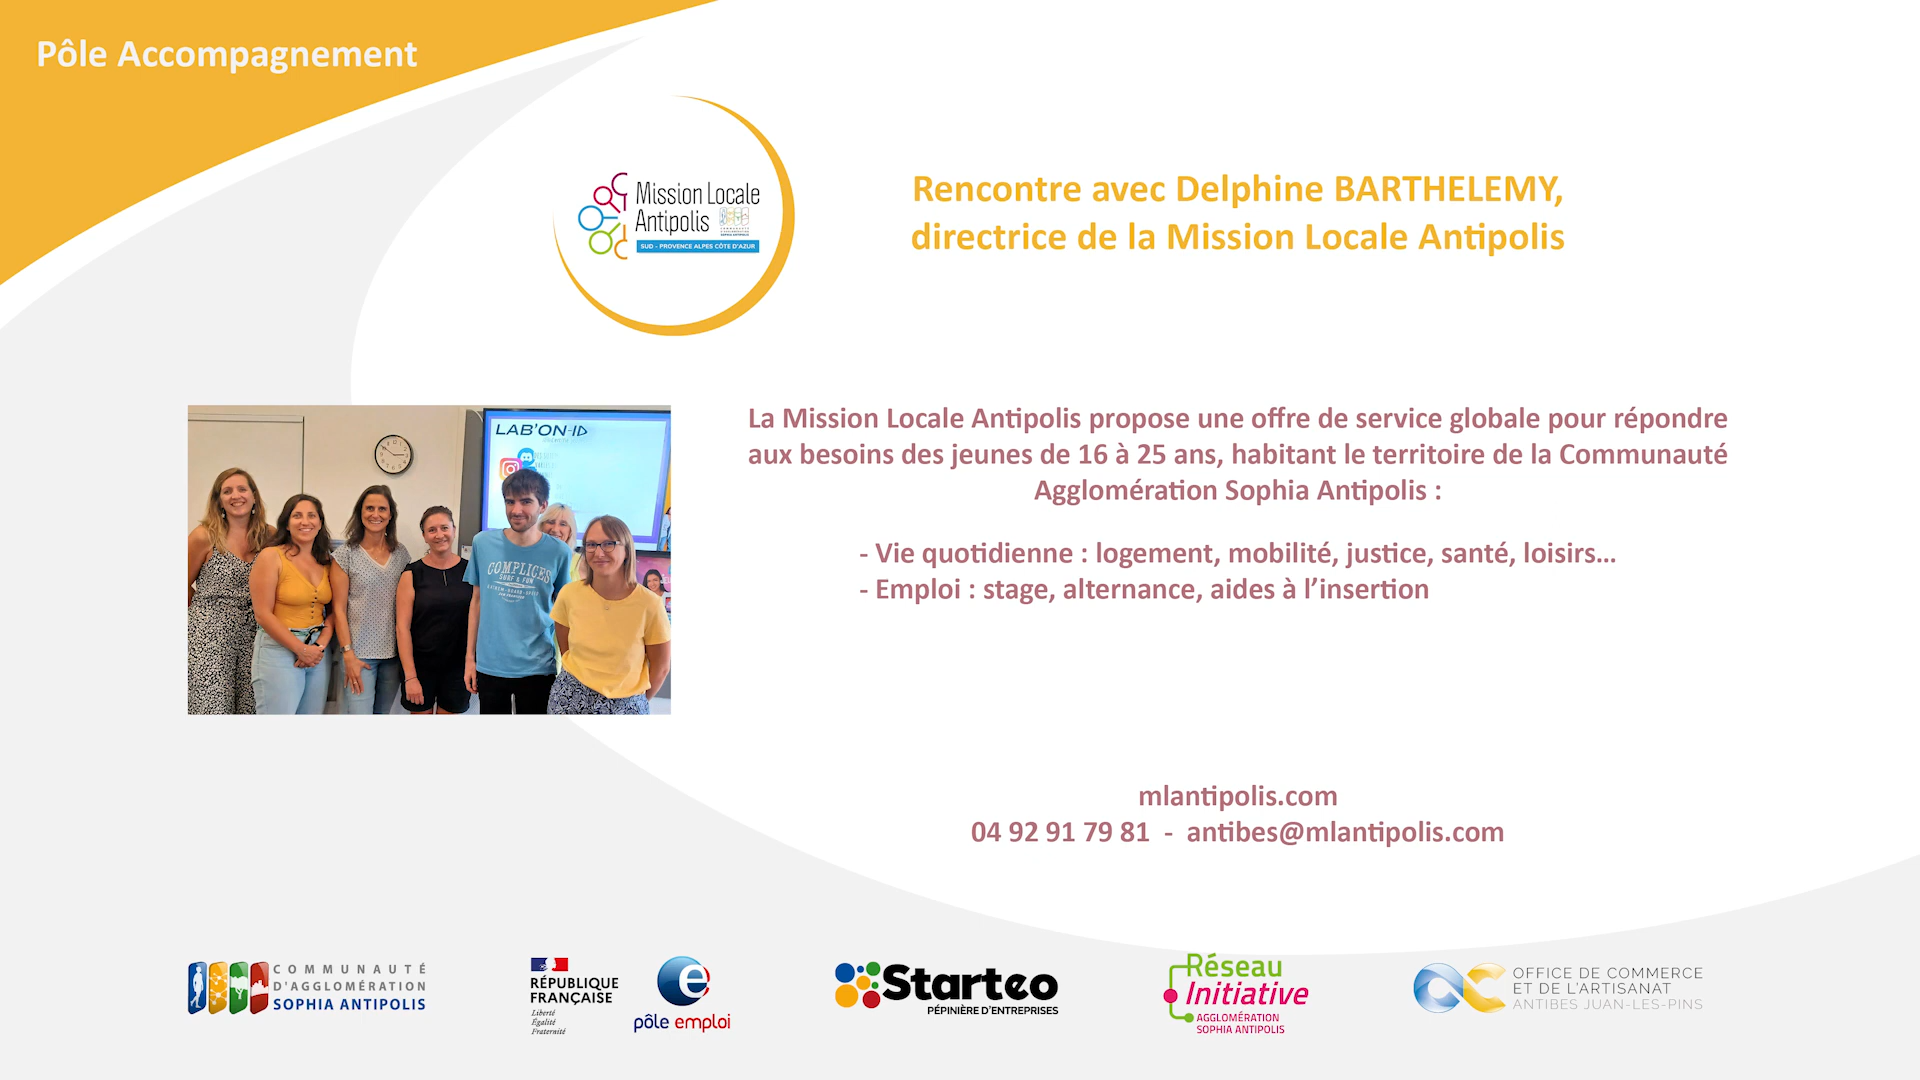 Pôle Accompagnement
Mission Locale
Antipolis
SUD - PROVENCE ALPES CÔTE D'AZUR
Rencontre avec Delphine BARTHELEMY,
directrice de la Mission Locale Antipolis
LAB'ON-ID
COMPLICES
SURF & FUN
La Mission Locale Antipolis propose une offre de service globale pour répondre
aux besoins des jeunes de 16 à 25 ans, habitant le territoire de la Communauté
Agglomération Sophia Antipolis :
- Vie quotidienne : logement, mobilité, justice, santé, loisirs...
- Emploi : stage, alternance, aides à l’insertion
mlantipolis.com
04 92 91 79 81 - antibes@mlantipolis.com
COMMUNAUTÉ
D'AGGLOMÉRATION
SOPHIA ANTIPOLIS
RÉPUBLIQUE
FRANÇAISE
Liberté
Égalité
Fraternité
pôle emploi
Starteo
PÉPINIÈRE D'ENTREPRISES
Réseau
Initiative
AGGLOMÉRATION
SOPHIA ANTIPOLIS
OFFICE DE COMMERCE
ET DE L'ARTISANAT
ANTIBES JUAN-LES-PINS